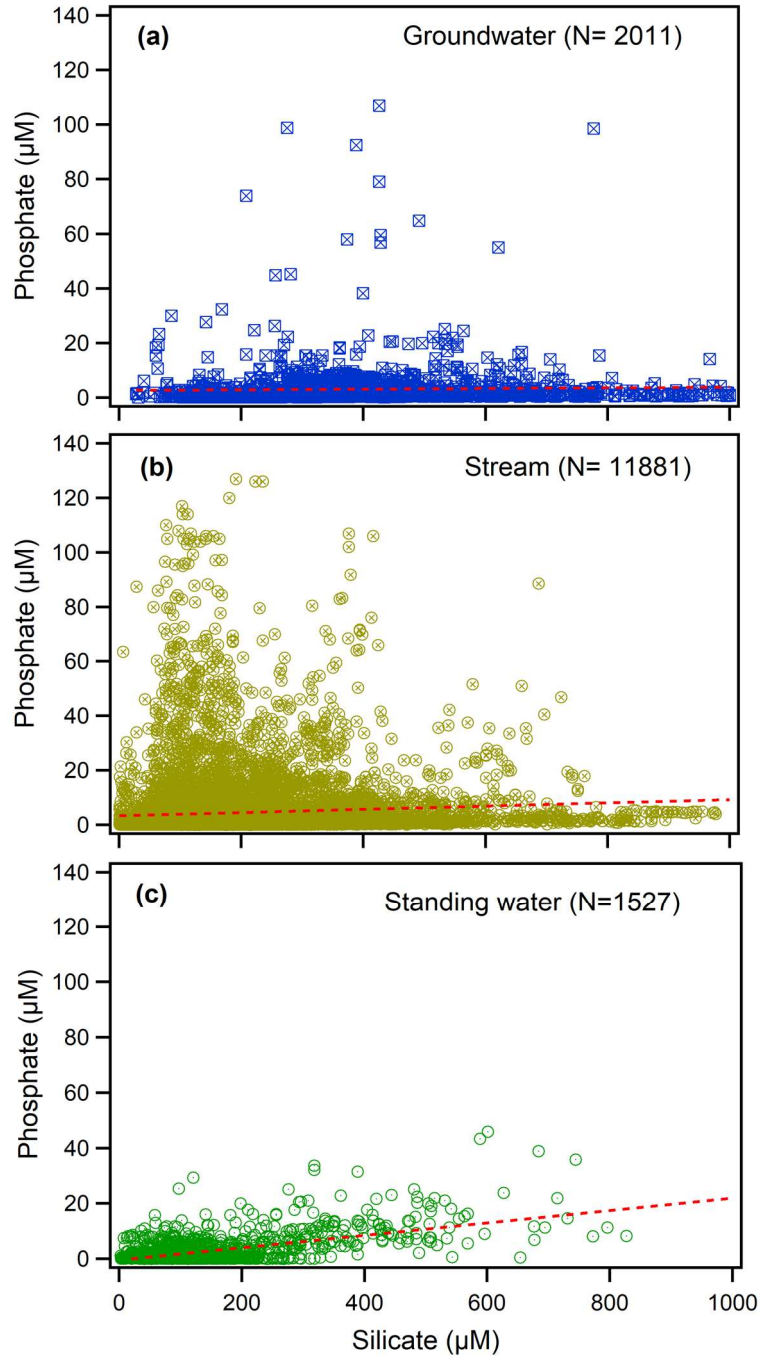 140
(a)
Groundwater (N= 2011)
120
100
80
60
40
20
0
Phosphate (µM)
140
(b)
Stream (N= 11881)
120
100
80
60
40
20
0
Phosphate (µM)
140
(c)
Standing water (N=1527)
120
100
80
60
40
20
0
Phosphate (µM)
0 200 400 600 800 1000
Silicate (µM)